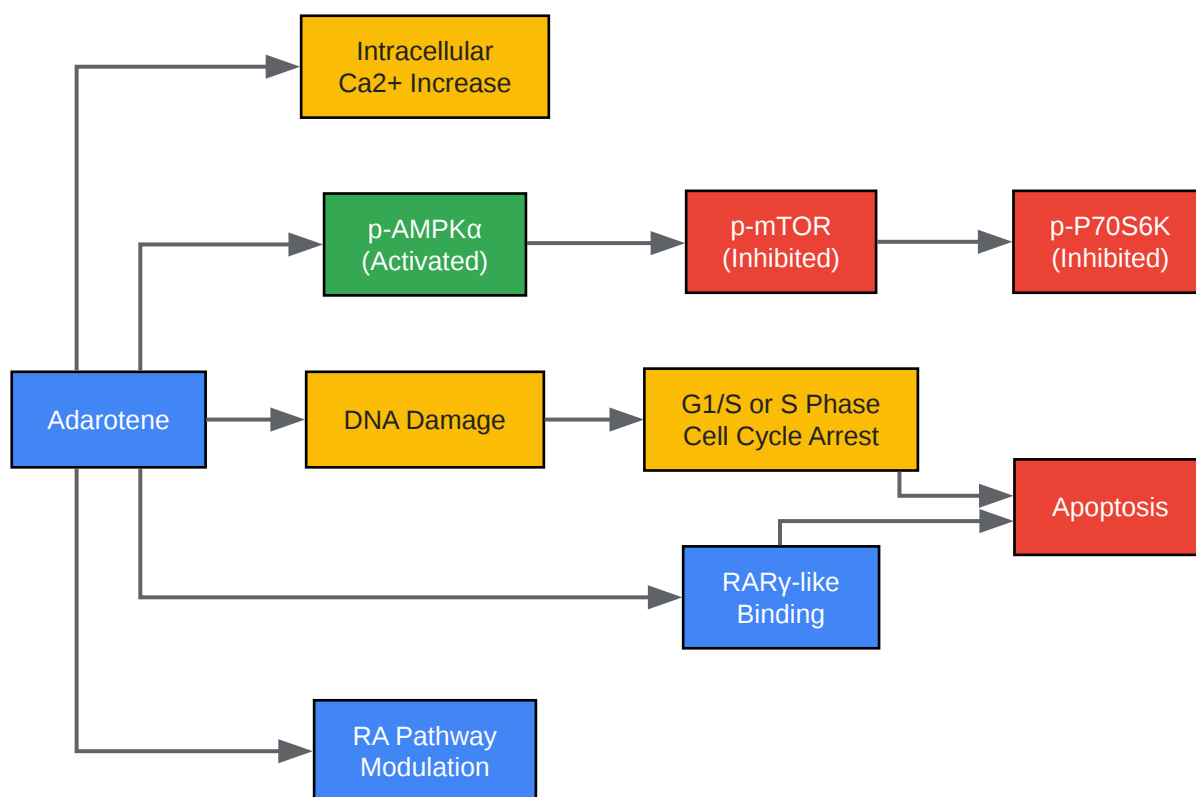 Intracellular
Ca2+ Increase
p-AMPKα
(Activated)
p-mTOR
(Inhibited)
p-P70S6K
(Inhibited)
Adarotene
DNA Damage
G1/S or S Phase
Cell Cycle Arrest
Apoptosis
RARγ-like
Binding
RA Pathway
Modulation